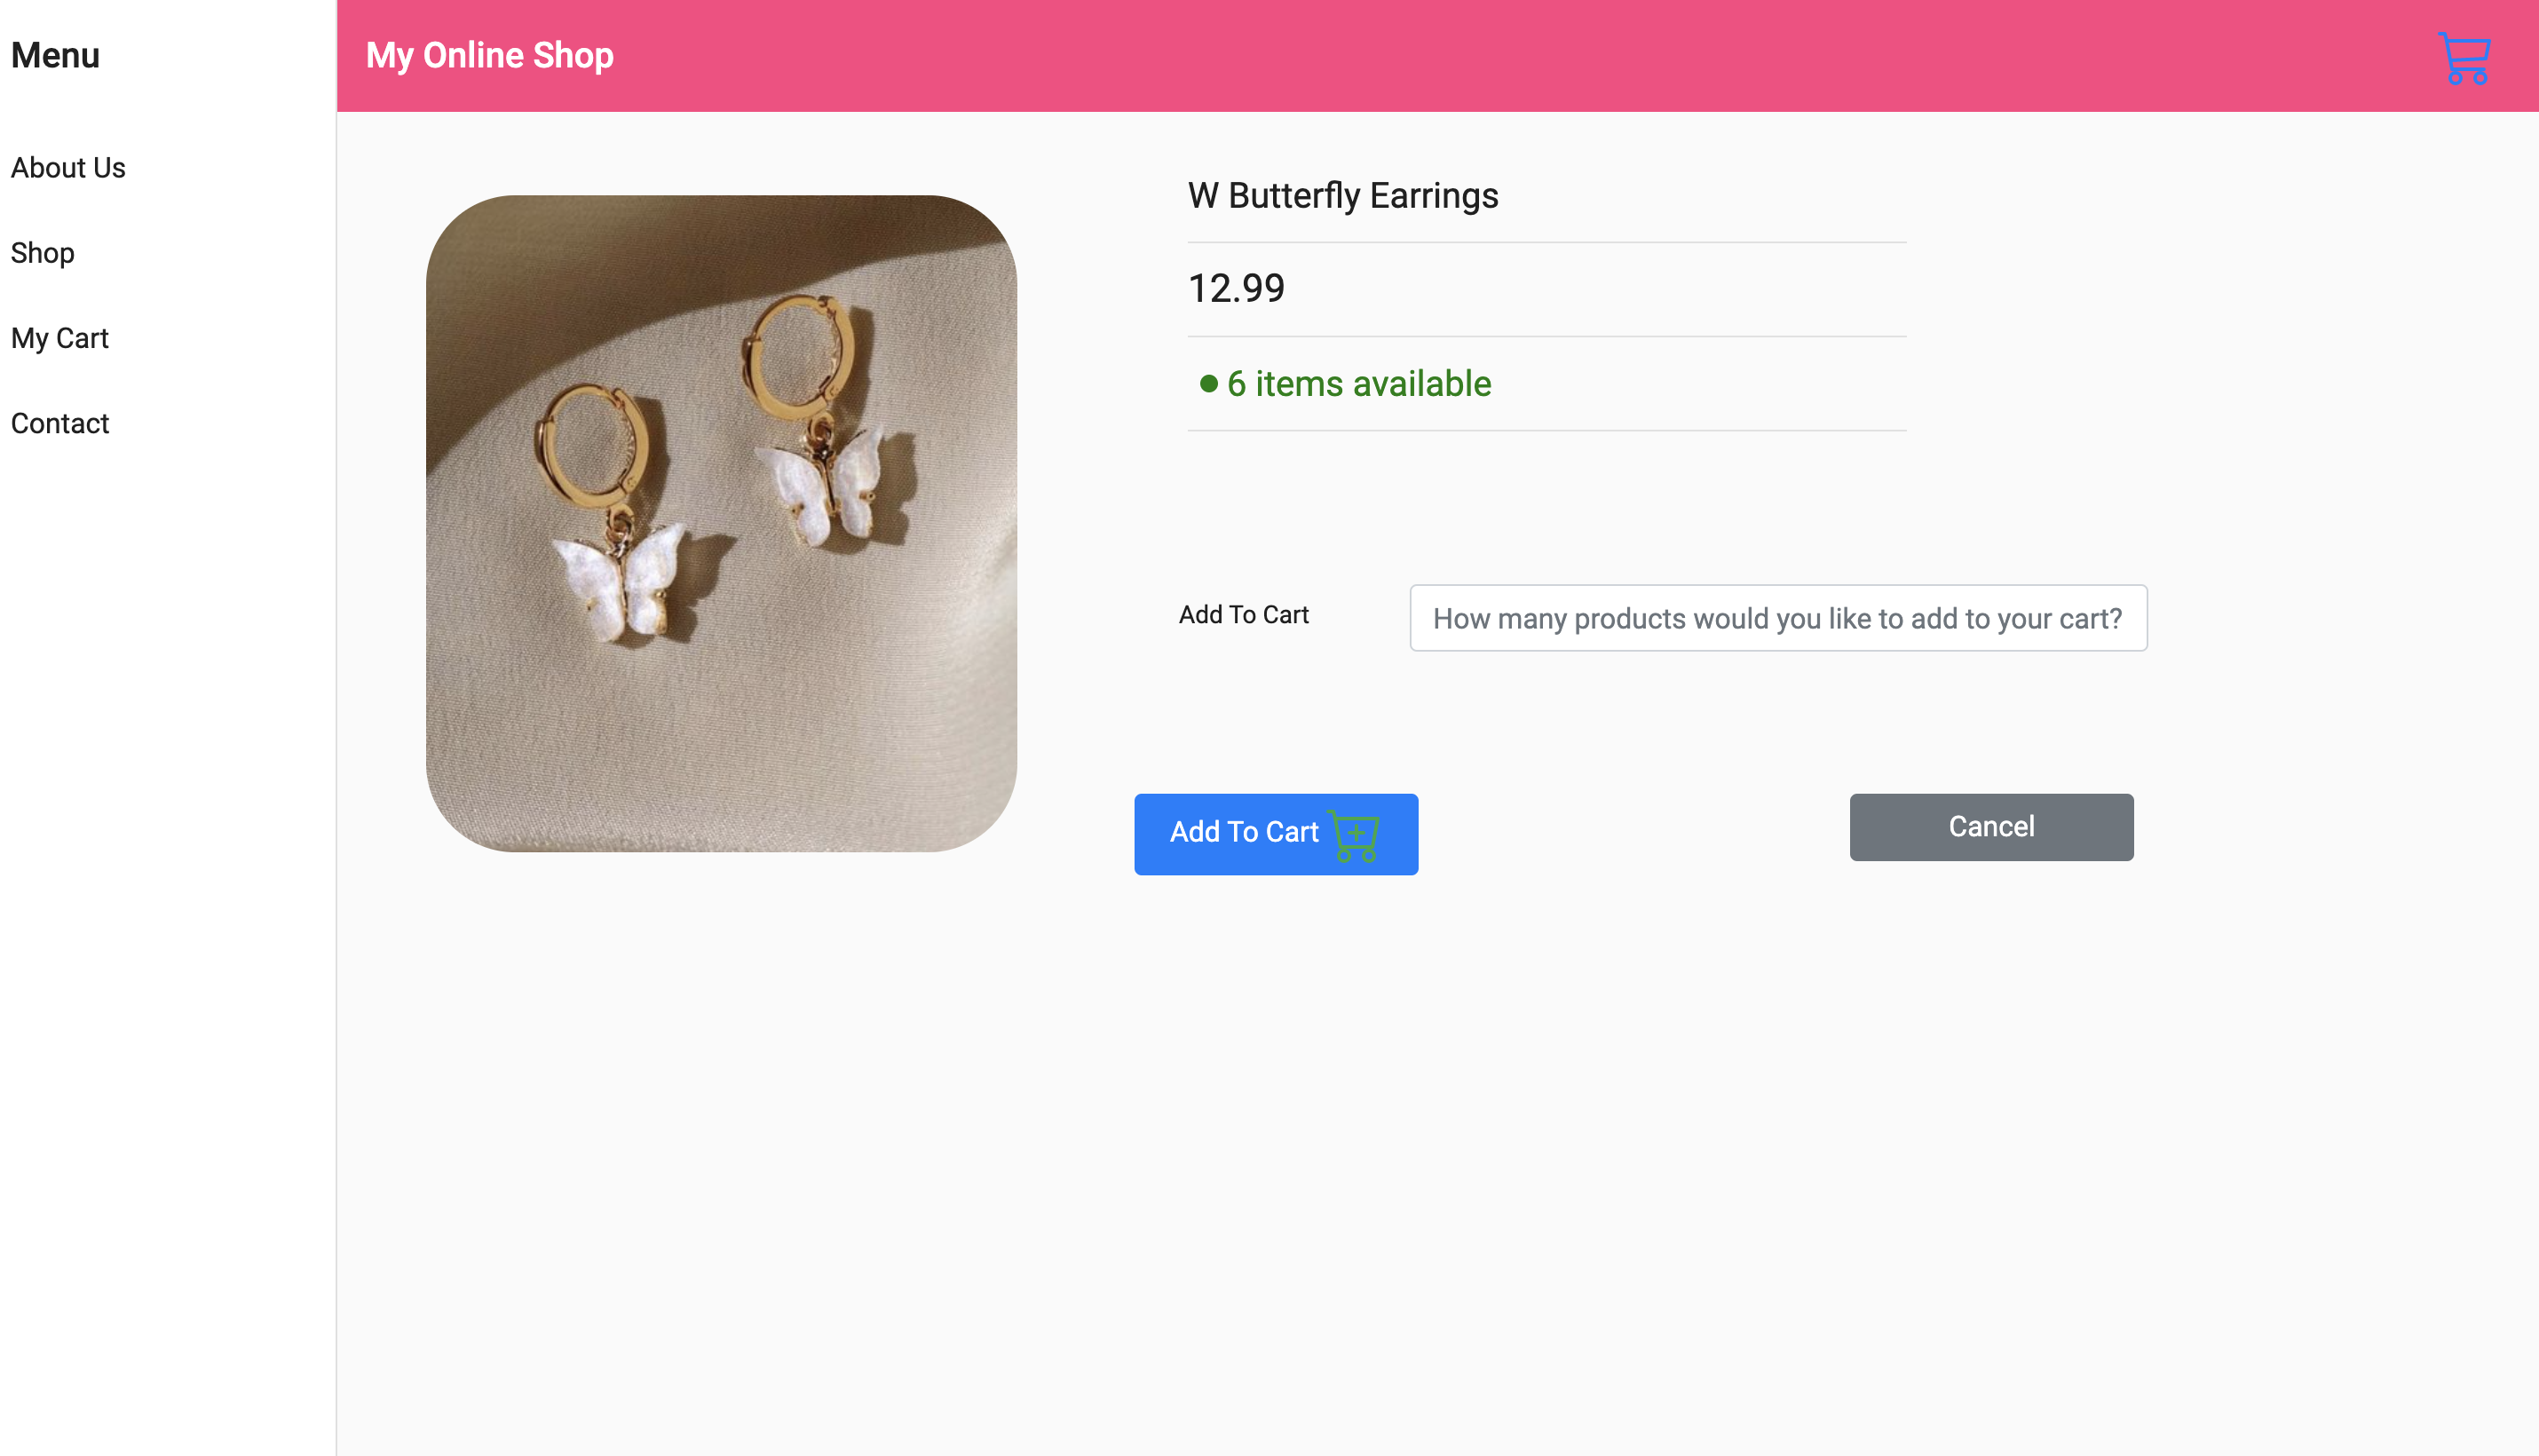 Menu
My Online Shop
About Us
Shop
My Cart
Contact
W Butterfly Earrings
12.99
6 items available
Add To Cart
How many products would you like to add to your cart?
Add To Cart
Cancel